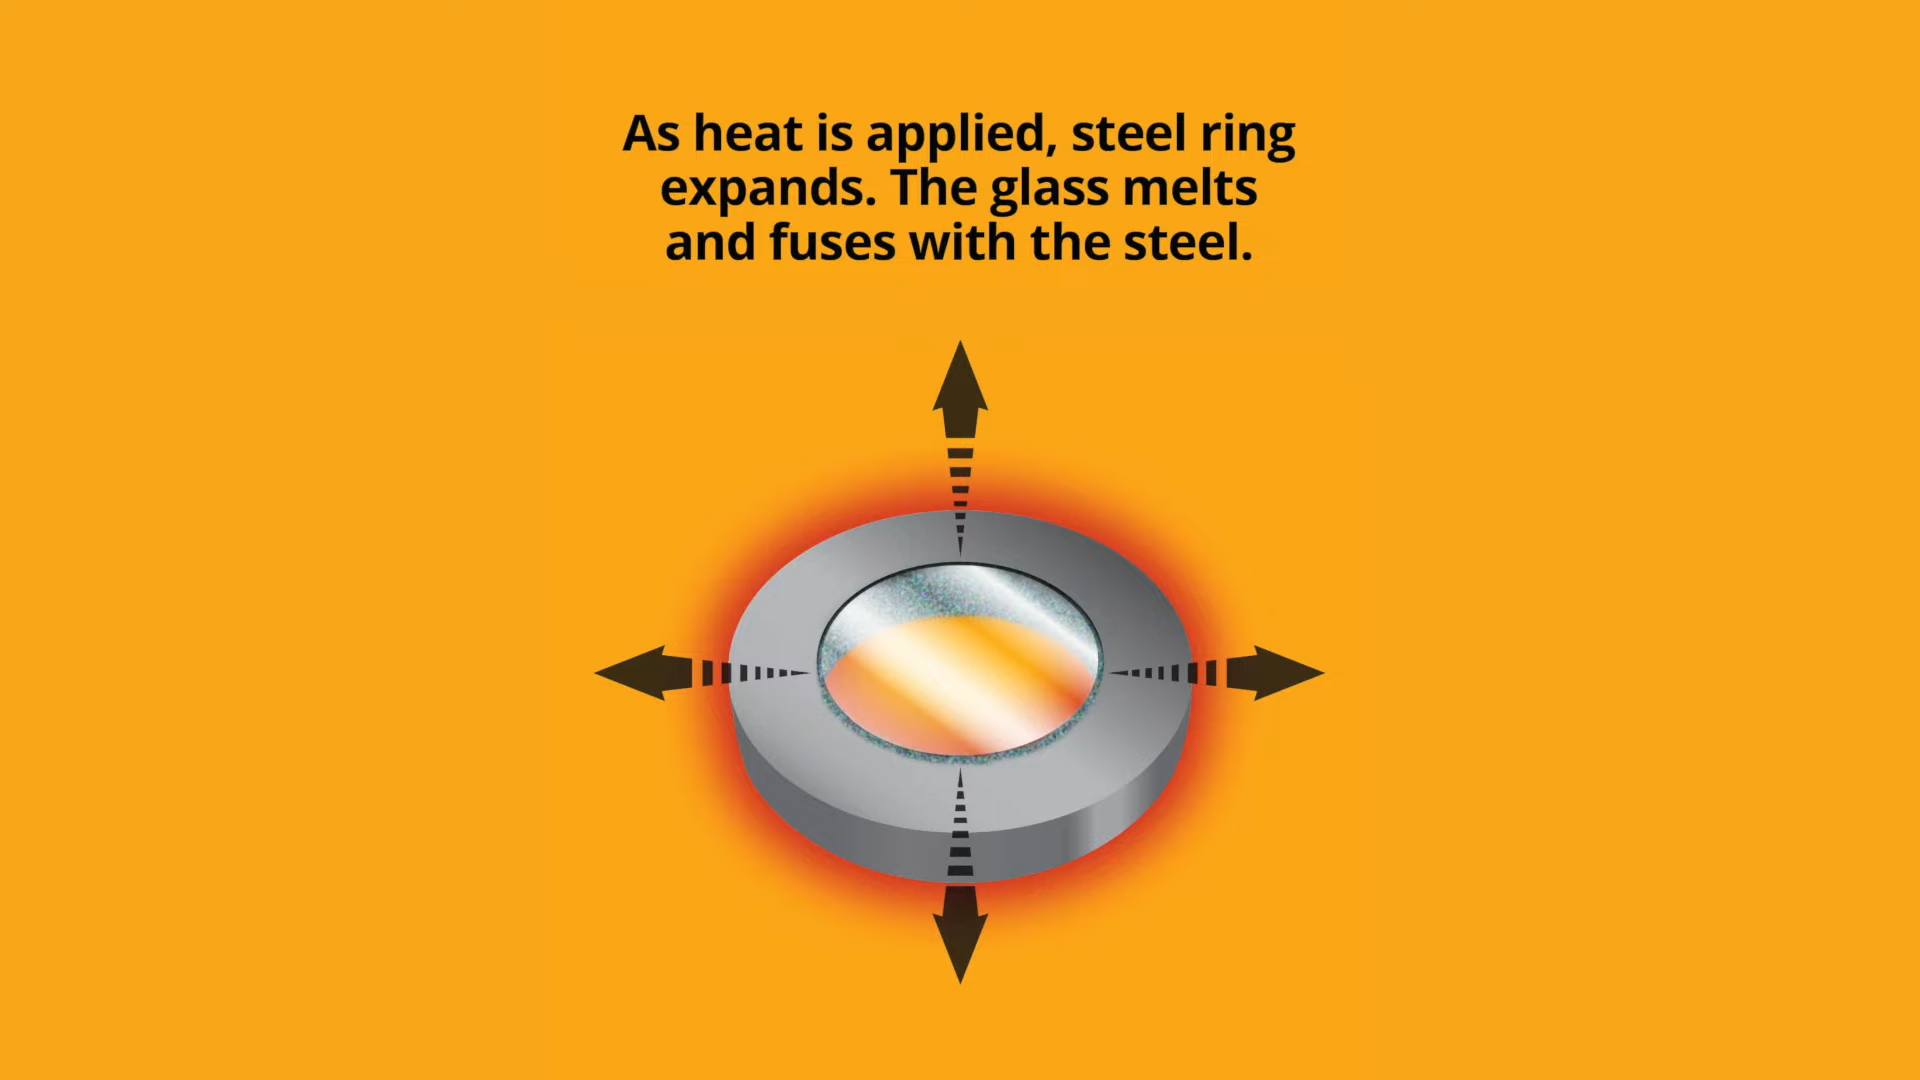 As heat is applied, steel ring
expands. The glass melts
and fuses with the steel.